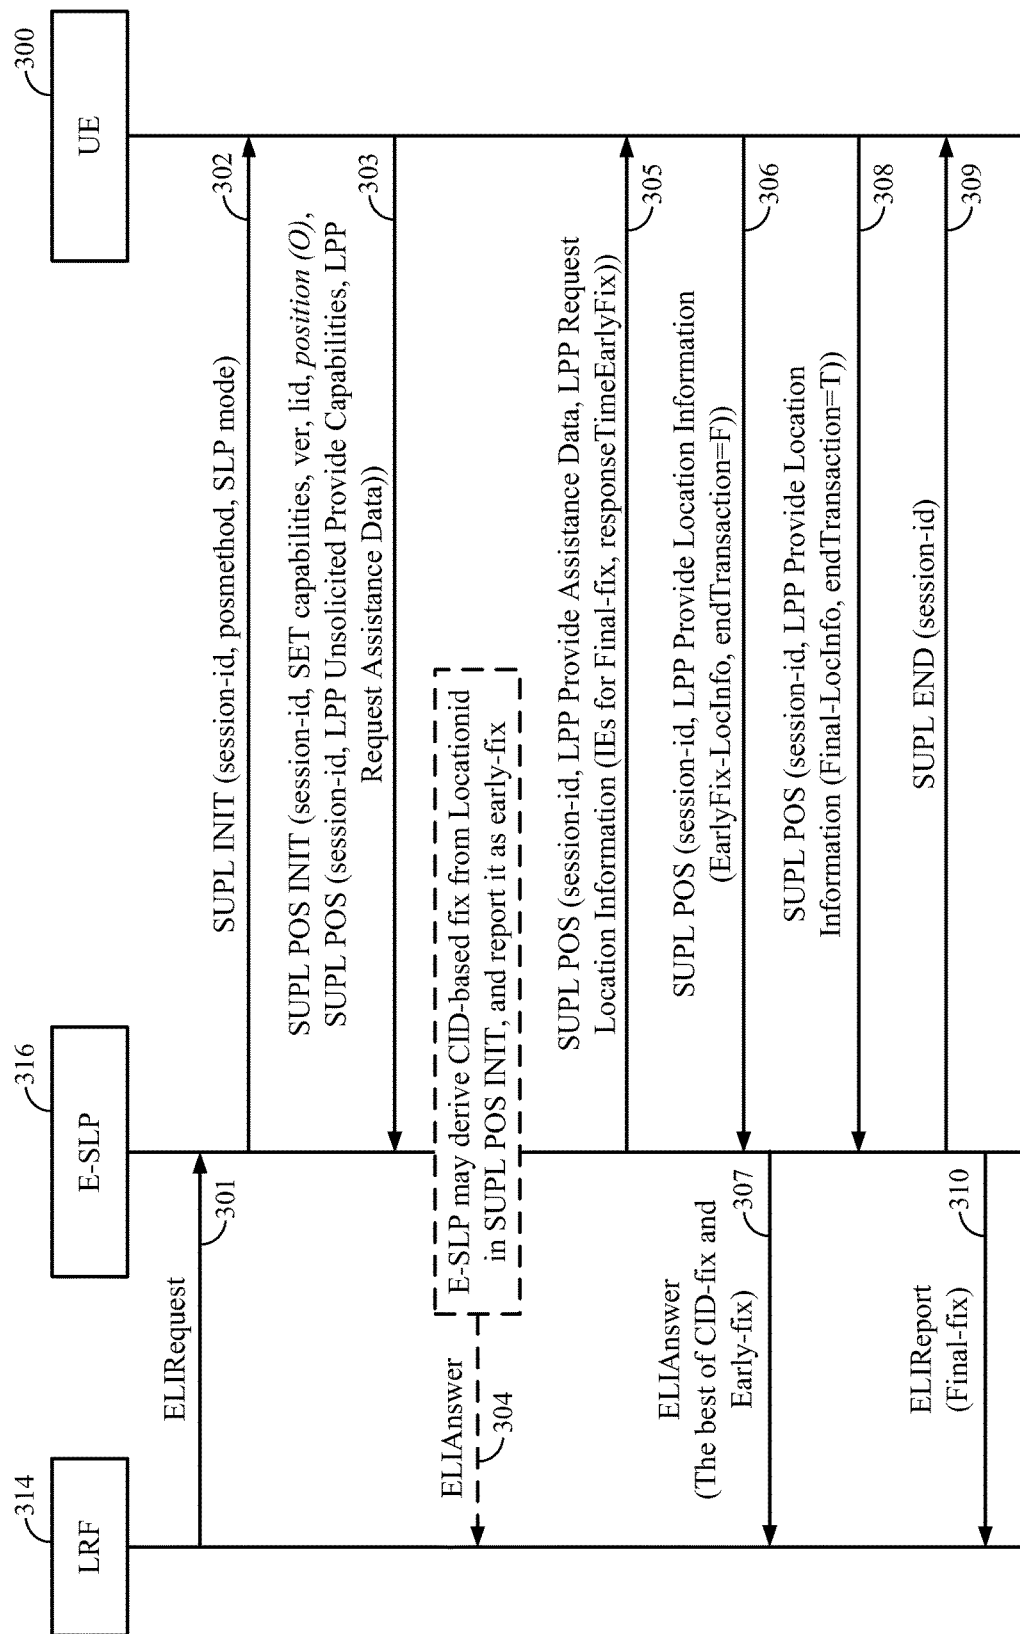 LRF
314
E-SLP
316
UE
300
ELIRequest
301
SUPL INIT (session-id, posmethod, SLP mode)
302
SUPL POS INIT (session-id, SET capabilities, ver, lid, position (O),
SUPL POS (session-id, LPP Unsolicited Provide Capabilities, LPP
Request Assistance Data))
303
E-SLP may derive CID-based fix from Locationid
in SUPL POS INIT, and report it as early-fix
ELIAnswer
304
SUPL POS (session-id, LPP Provide Assistance Data, LPP Request
Location Information (IEs for Final-fix, responseTimeEarlyFix))
305
SUPL POS (session-id, LPP Provide Location Information
(EarlyFix-LocInfo, endTransaction=F))
306
ELIAnswer
(The best of CID-fix and
Early-fix)
307
SUPL POS (session-id, LPP Provide Location
Information (Final-LocInfo, endTransaction=T))
308
SUPL END (session-id)
309
ELIReport
(Final-fix)
310